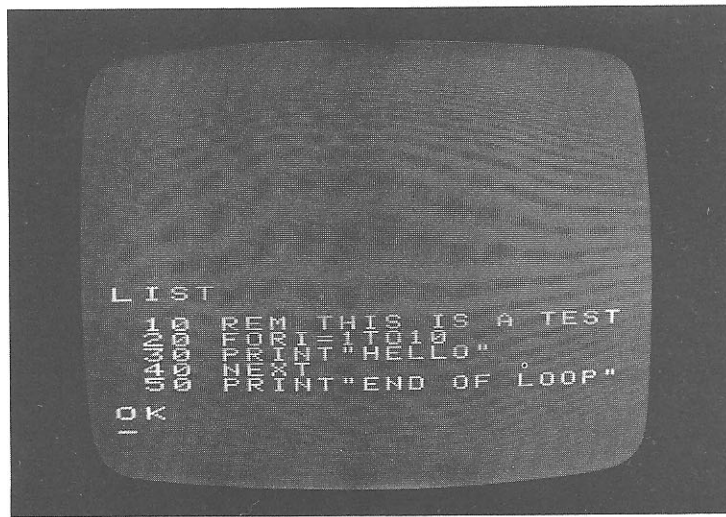 LIST
10 REM THIS IS A TEST
20 FORI=1TO10
30 PRINT"HELLO"
40 NEXT
50 PRINT"END OF LOOP"
OK